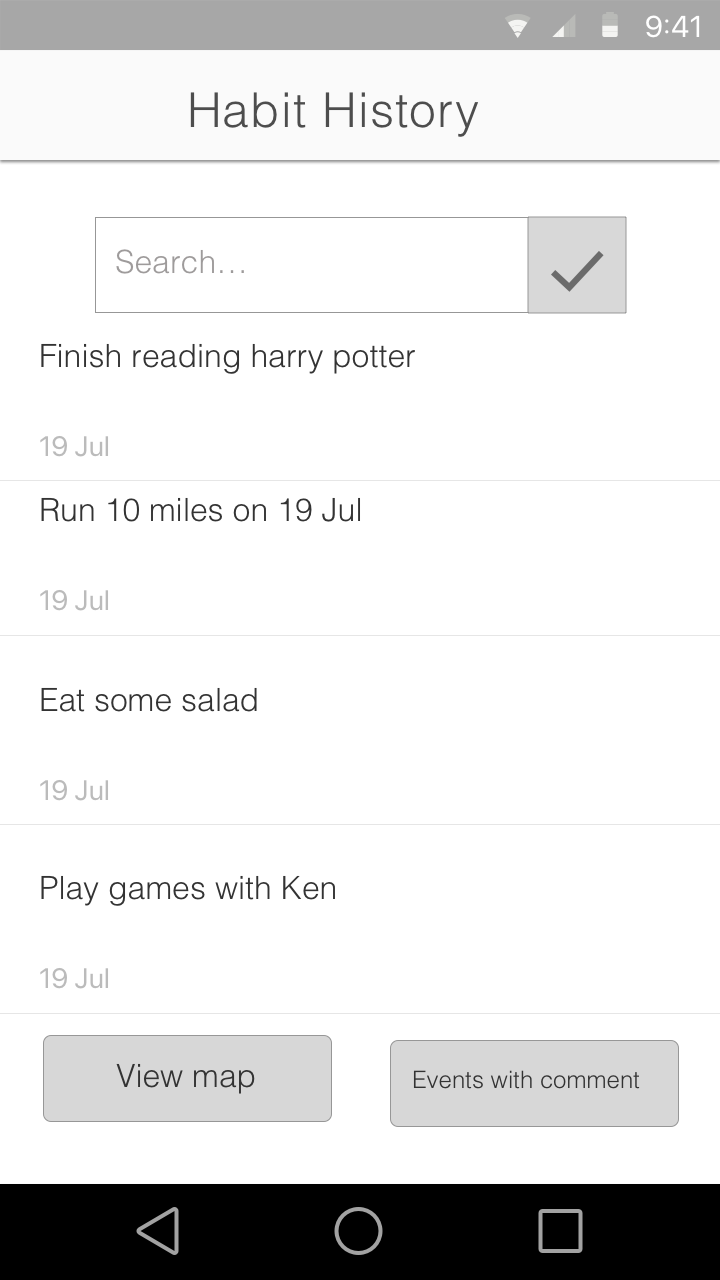 9:41
Habit History
Search...
Finish reading harry potter
19 Jul
Run 10 miles on 19 Jul
19 Jul
Eat some salad
19 Jul
Play games with Ken
19 Jul
View map
Events with comment